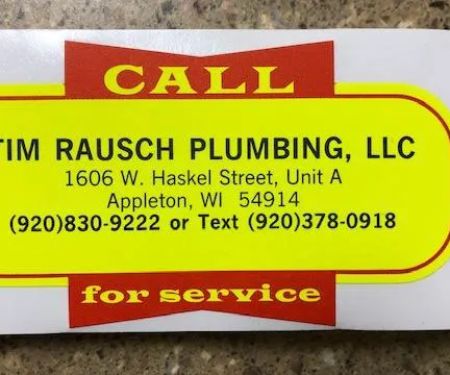 CALL
TIM RAUSCH PLUMBING, LLC
1606 W. Haskel Street, Unit A
Appleton, WI 54914
(920)830-9222 or Text (920)378-0918
for service